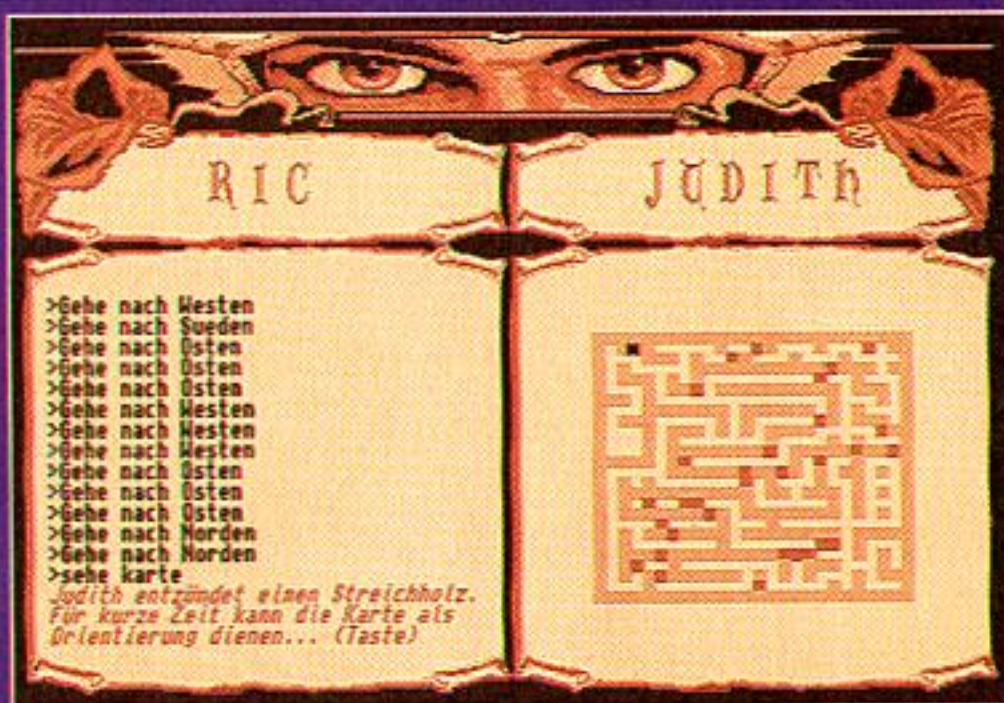 RIC
JUDITh
>Gehe nach Westen
>Gehe nach Sueden
>Gehe nach Osten
>Gehe nach Osten
>Gehe nach Osten
>Gehe nach Westen
>Gehe nach Westen
>Gehe nach Westen
>Gehe nach Osten
>Gehe nach Osten
>Gehe nach Osten
>Gehe nach Norden
>Gehe nach Norden
>sehe karte
Judith entzündet einen Streichholz.
Für kurze Zeit kann die Karte als
Orientierung dienen... (Taste)